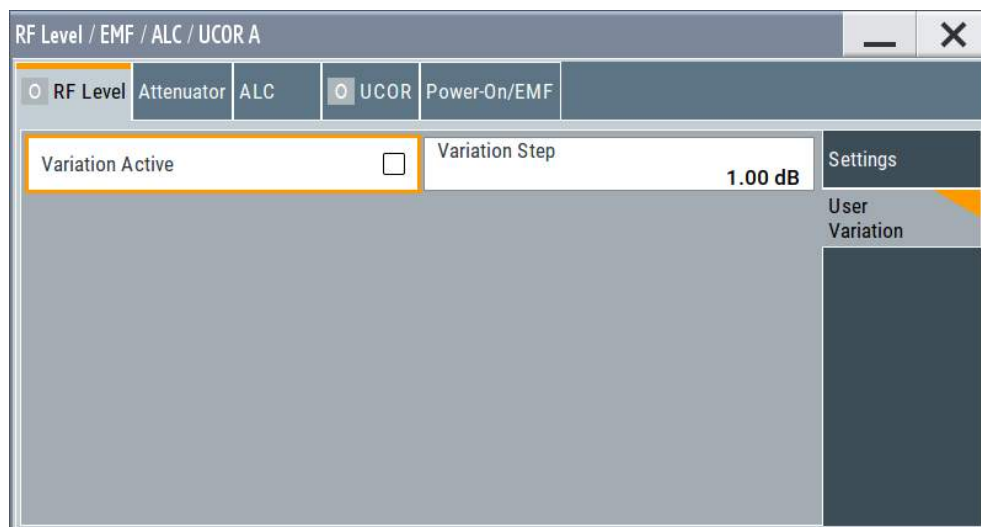 RF Level / EMF / ALC / UCOR A
O RF Level Attenuator ALC O UCOR Power-On/EMF
Variation Active
Variation Step
1.00 dB
Settings
User
Variation